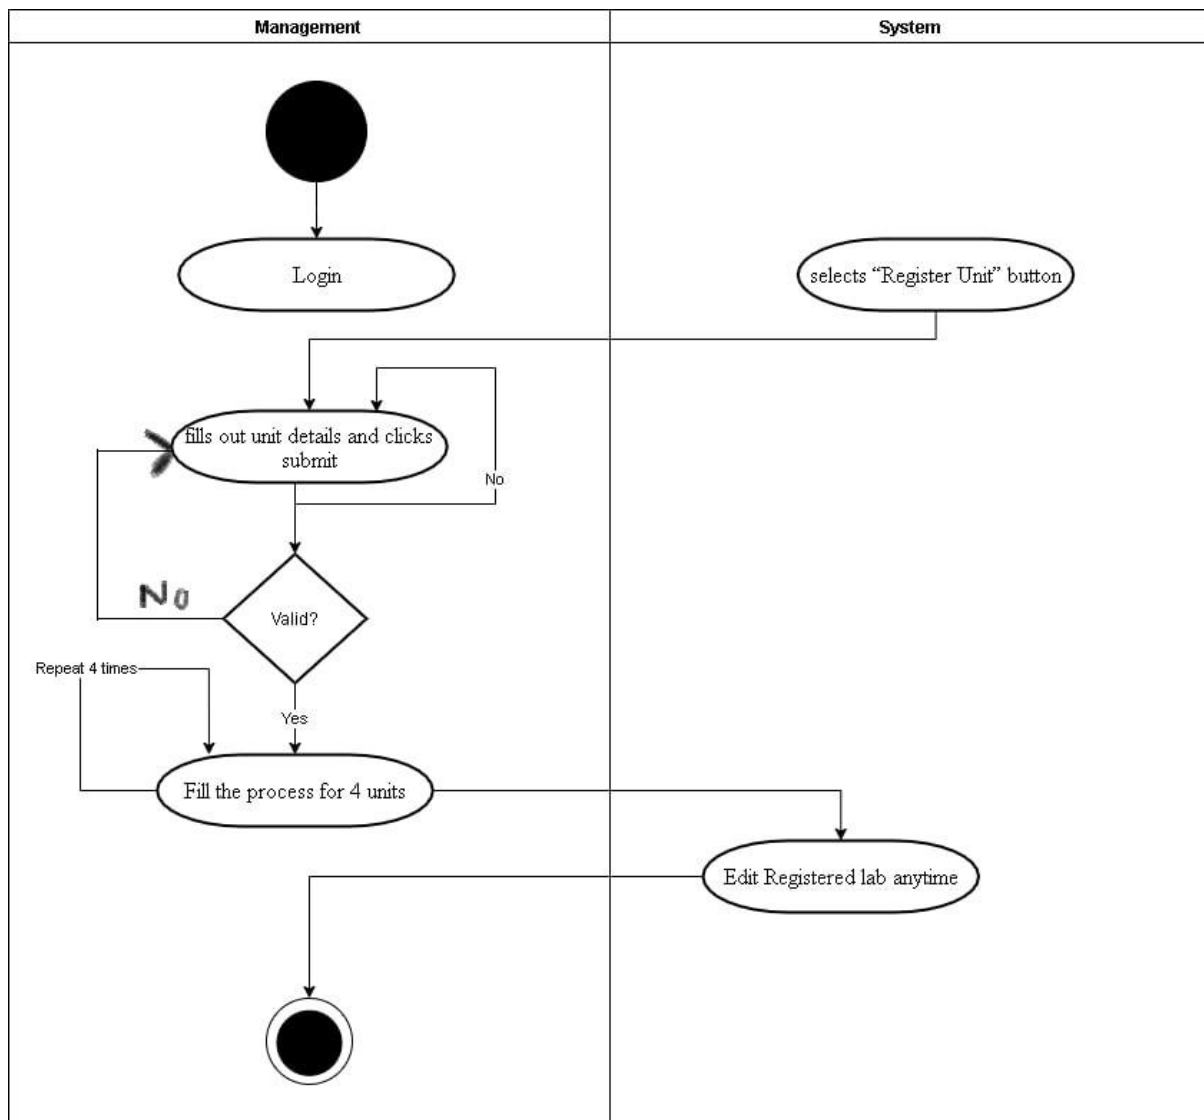 Management
System
Login
selects “Register Unit” button
fills out unit details and clicks
submit
No
No
Valid?
Repeat 4 times
Yes
Fill the process for 4 units
Edit Registered lab anytime